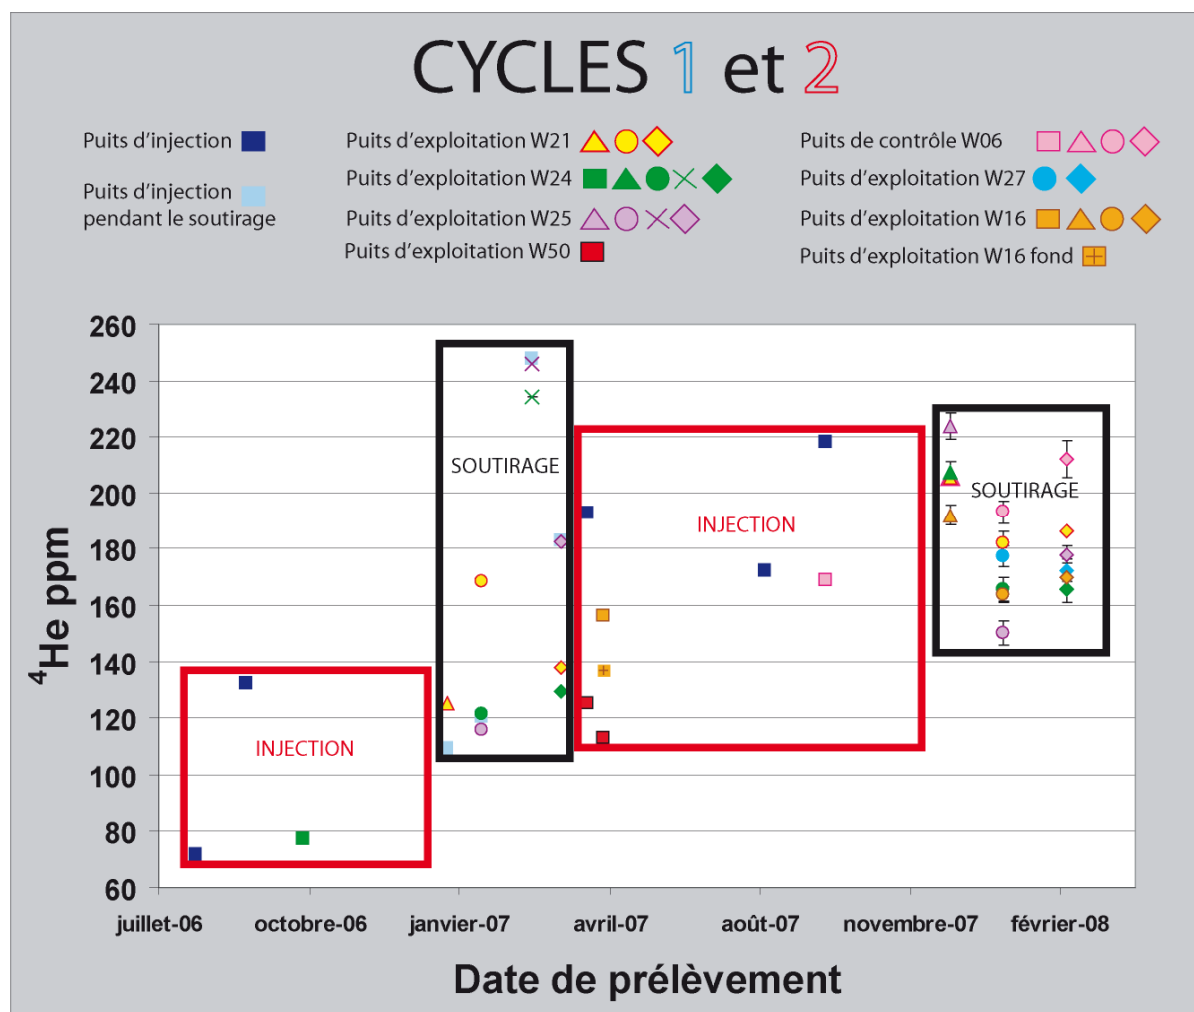 CYCLES 1 et 2
Puits d'injection
Puits d'injection
pendant le soutirage
Puits d'exploitation W21
Puits d'exploitation W24
Puits d'exploitation W25
Puits d'exploitation W50
Puits de contrôle W06
Puits d'exploitation W27
Puits d'exploitation W16
Puits d'exploitation W16 fond
260
240
220
200
180
160
140
120
100
80
60
⁴He ppm
SOUTIRAGE
INJECTION
SOUTIRAGE
INJECTION
juillet-06 octobre-06 janvier-07 avril-07 août-07 novembre-07 février-08
Date de prélèvement